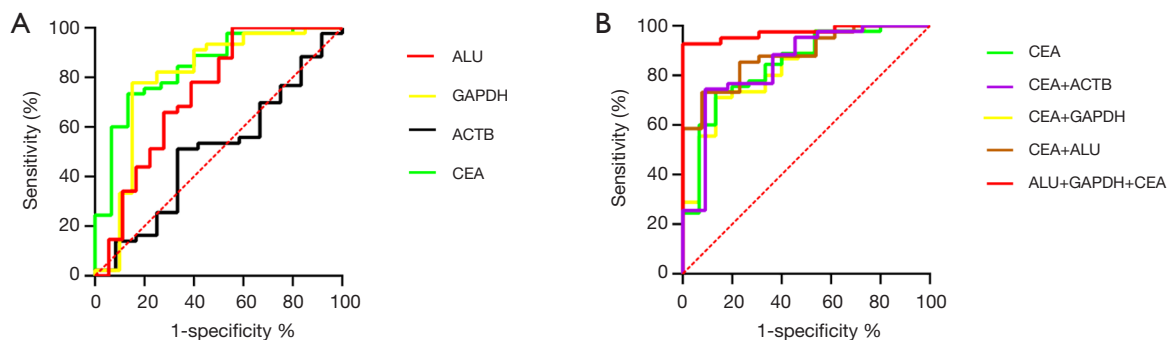 A
Sensitivity (%)
100
80
60
40
20
0
0 20 40 60 80 100
1-specificity %
ALU
GAPDH
ACTB
CEA
B
Sensitivity (%)
100
80
60
40
20
0
0 20 40 60 80 100
1-specificity %
CEA
CEA+ACTB
CEA+GAPDH
CEA+ALU
ALU+GAPDH+CEA